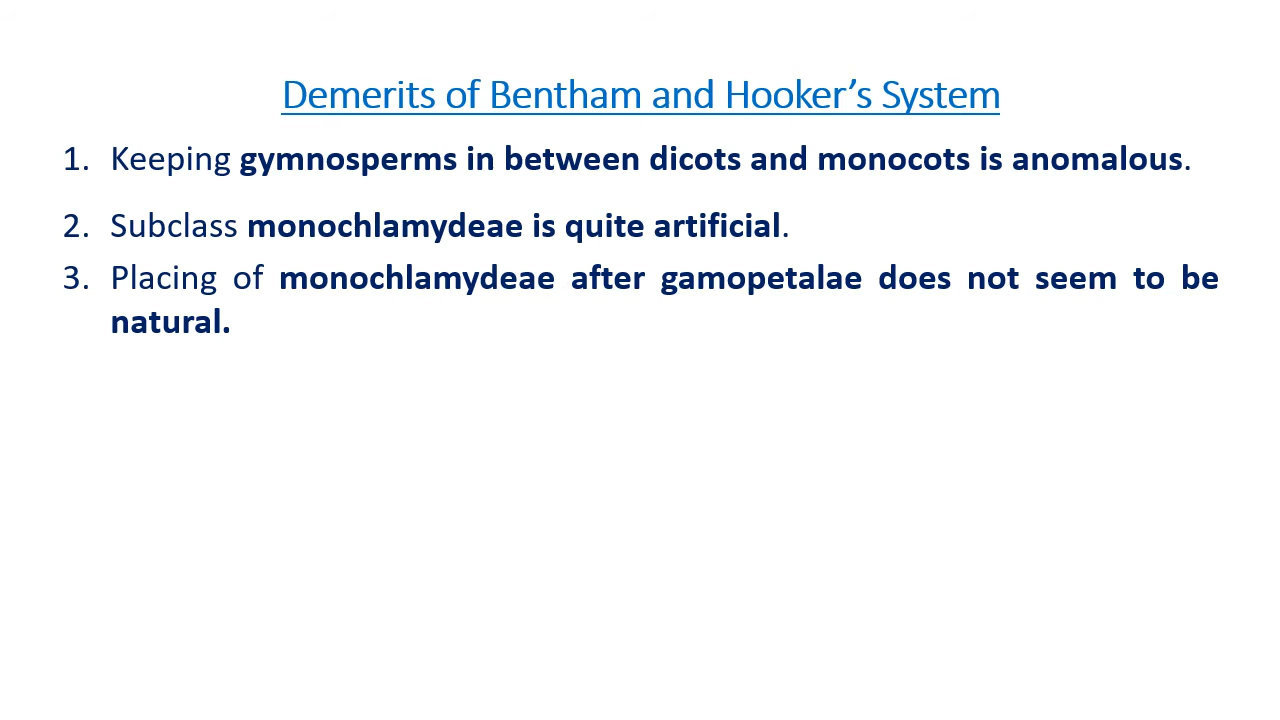 Demerits of Bentham and Hooker’s System
1. Keeping gymnosperms in between dicots and monocots is anomalous.
2. Subclass monochlamydeae is quite artificial.
3. Placing of monochlamydeae after gamopetalae does not seem to be
natural.